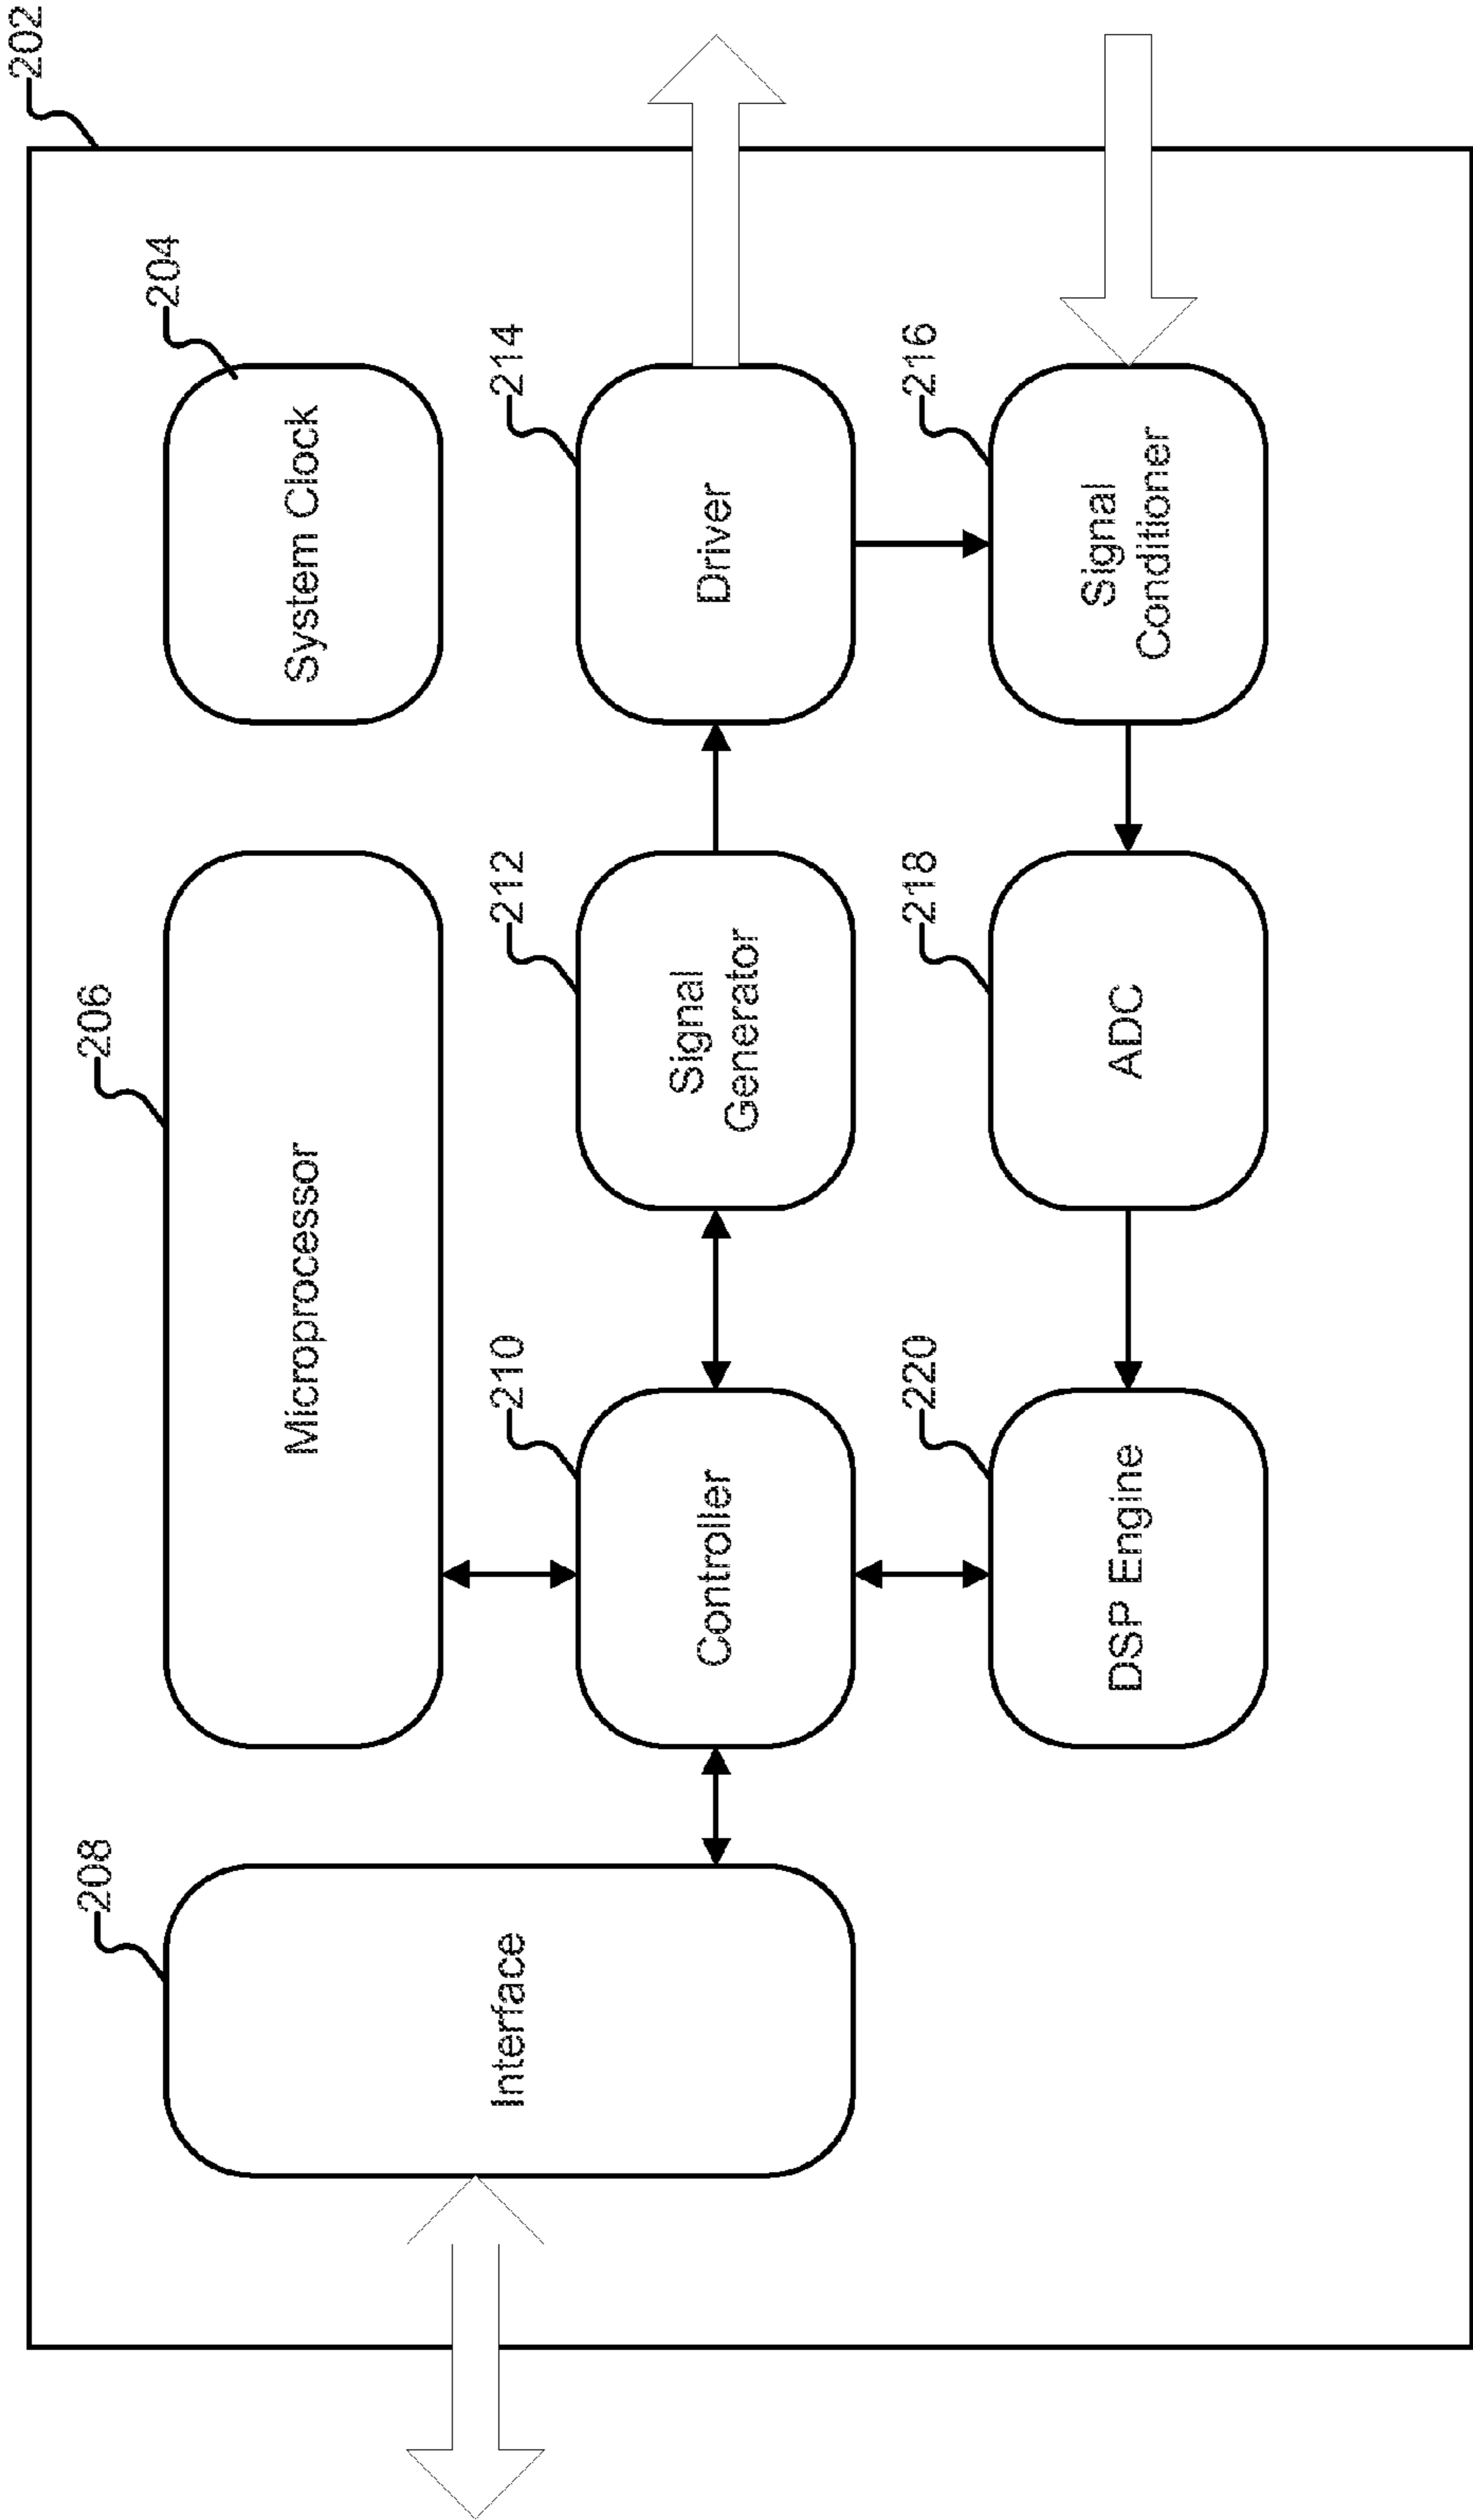 202
206
204
208
Microprocessor
System Clock
210
212
214
Interface
Controller
Signal
Generator
Driver
220
218
216
DSP Engine
ADC
Signal
Conditioner